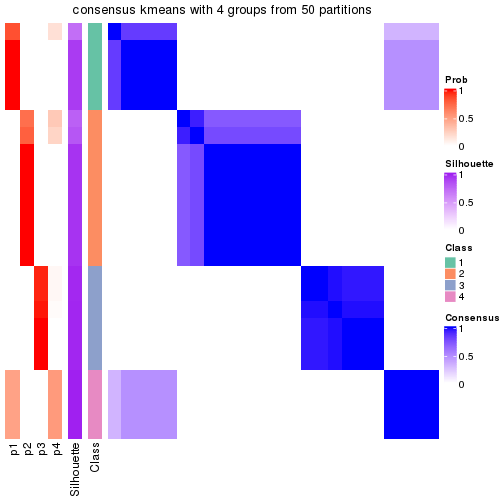 consensus kmeans with 4 groups from 50 partitions
Prob
1
0.5
0
Silhouette
1
0.5
0
Class
1
2
3
4
Consensus
1
0.5
0
p1
p2
p3
p4
Silhouette
Class